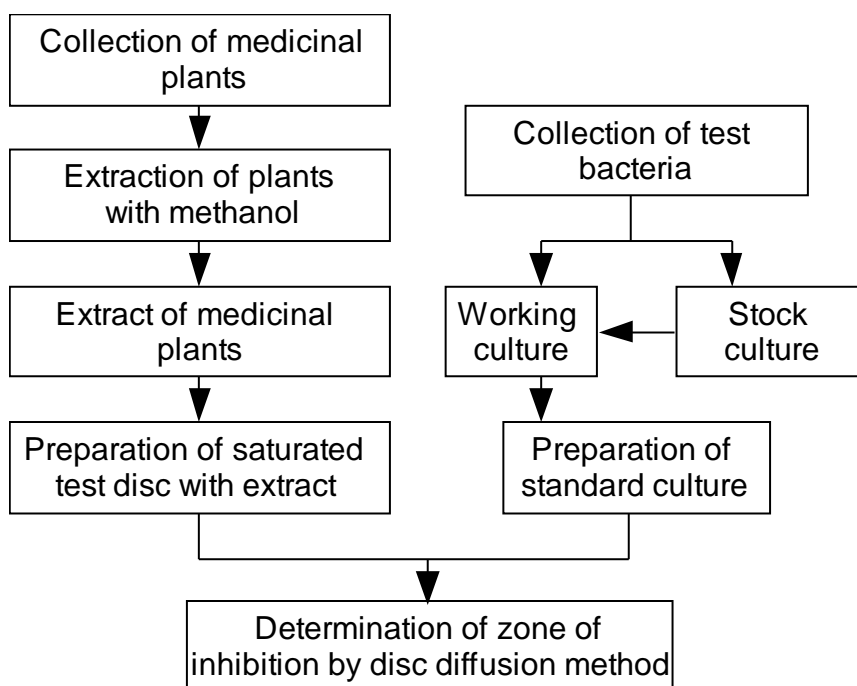 Collection of medicinal
plants
Extraction of plants
with methanol
Extract of medicinal
plants
Preparation of saturated
test disc with extract
Collection of test
bacteria
Working
culture
Stock
culture
Preparation of
standard culture
Determination of zone of
inhibition by disc diffusion method